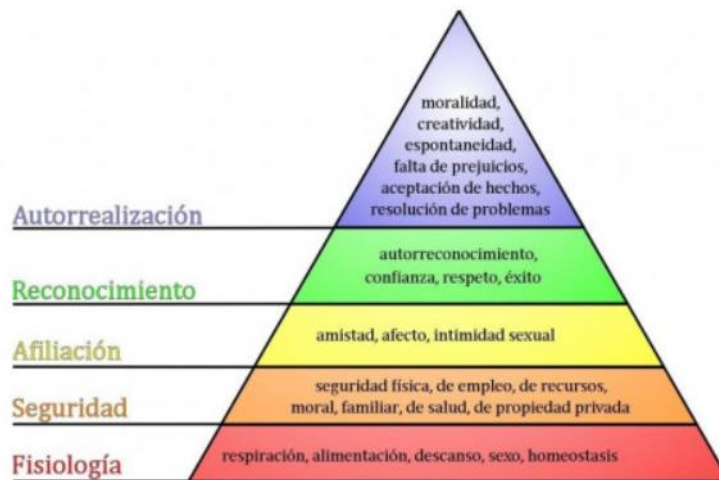 moralidad,
creatividad,
espontaneidad,
falta de prejuicios,
aceptación de hechos,
resolución de problemas
Autorrealización
autorreconocimiento,
confianza, respeto, éxito
Reconocimiento
amistad, afecto, intimidad sexual
Afiliación
seguridad física, de empleo, de recursos,
moral, familiar, de salud, de propiedad privada
Seguridad
respiración, alimentación, descanso, sexo, homeostasis
Fisiología